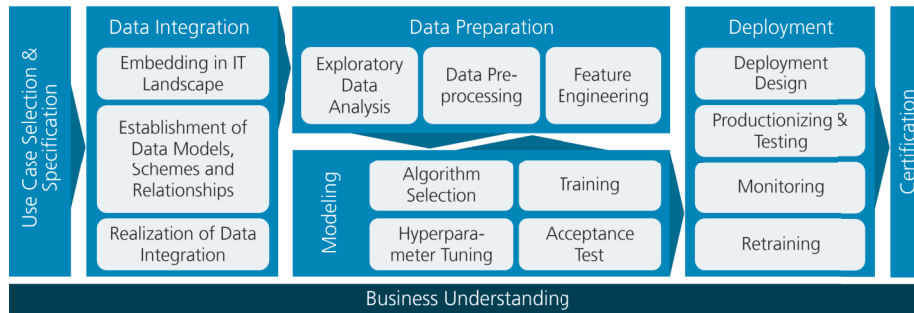 Use Case Selection &
Specification
Data Integration
Embedding in IT
Landscape
Establishment of
Data Models,
Schemes and
Relationships
Realization of Data
Integration
Data Preparation
Exploratory
Data
Analysis
Data Pre-
processing
Feature
Engineering
Modeling
Algorithm
Selection
Training
Hyperpara-
meter Tuning
Acceptance
Test
Deployment
Deployment
Design
Productionizing &
Testing
Monitoring
Retraining
Certification
Business Understanding